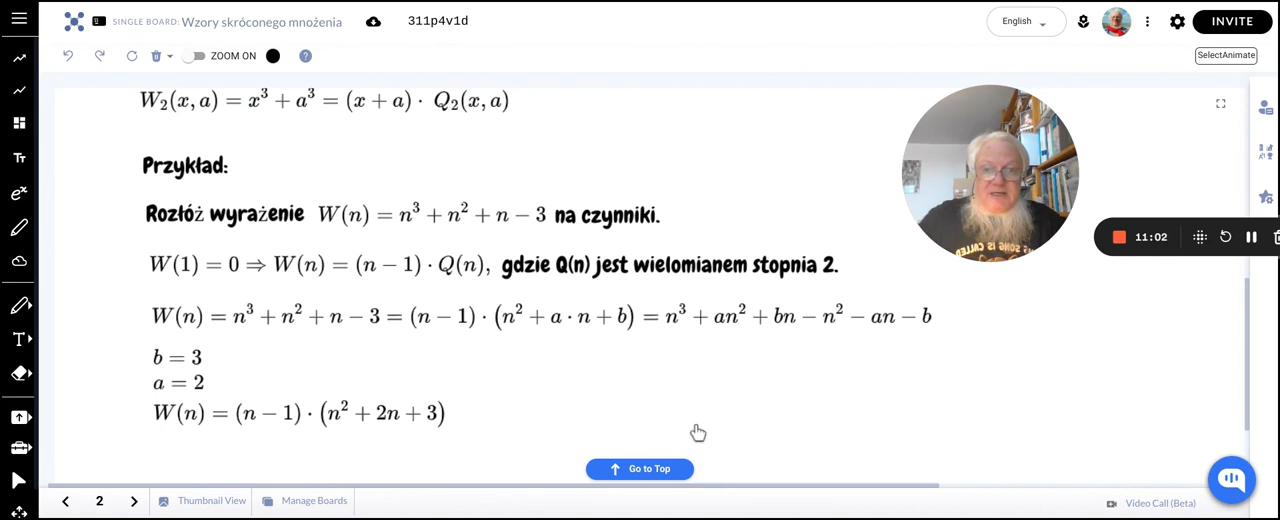 SINGLE BOARD: Wzory skróconego mnożenia
311p4v1d
English
INVITE
ZOOM ON
SelectAnimate
W₂(x, a) = x³ + a³ = (x + a) · Q₂(x, a)
Przykład:
Rozłóż wyrażenie W(n) = n³ + n² + n − 3 na czynniki.
11:02
W(1) = 0 ⇒ W(n) = (n − 1) · Q(n), gdzie Q(n) jest wielomianem stopnia 2.
W(n) = n³ + n² + n − 3 = (n − 1) · (n² + a · n + b) = n³ + an² + bn − n² − an − b
b = 3
a = 2
W(n) = (n − 1) · (n² + 2n + 3)
Go to Top
2
Thumbnail View
Manage Boards
Video Call (Beta)